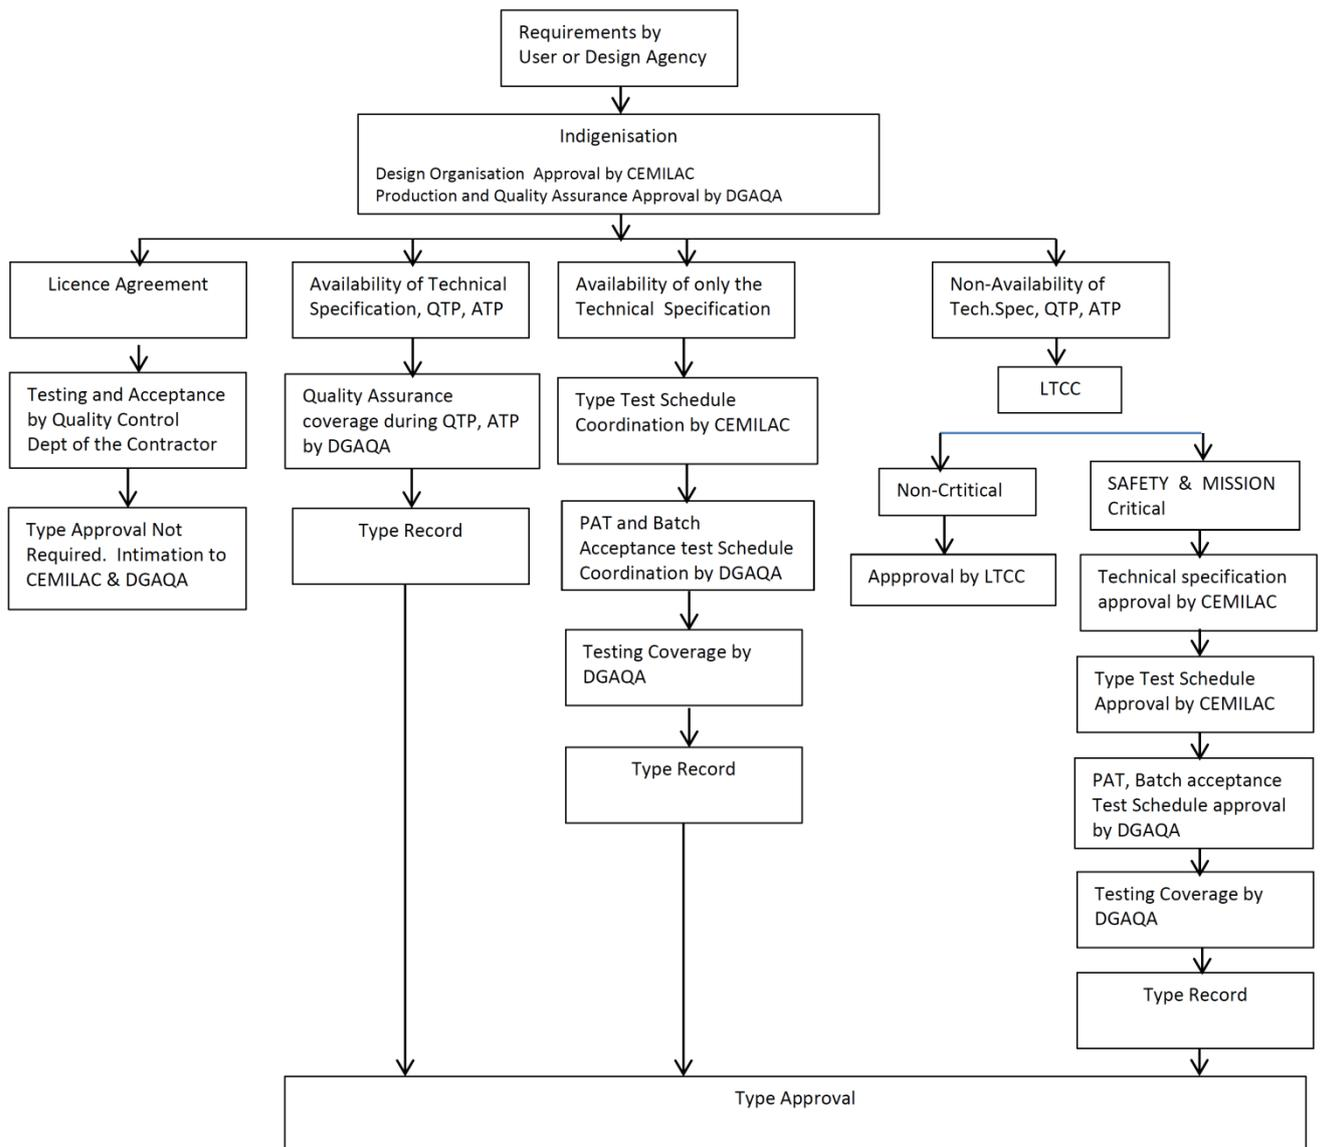 Requirements by
User or Design Agency
Indigenisation
Design Organisation Approval by CEMILAC
Production and Quality Assurance Approval by DGAQA
Licence Agreement
Testing and Acceptance
by Quality Control
Dept of the Contractor
Type Approval Not
Required. Intimation to
CEMILAC & DGAQA
Availability of Technical
Specification, QTP, ATP
Quality Assurance
coverage during QTP, ATP
by DGAQA
Type Record
Availability of only the
Technical Specification
Type Test Schedule
Coordination by CEMILAC
PAT and Batch
Acceptance test Schedule
Coordination by DGAQA
Testing Coverage by
DGAQA
Type Record
Non-Availability of
Tech.Spec, QTP, ATP
LTCC
Non-Crtitical
Appproval by LTCC
SAFETY & MISSION
Critical
Technical specification
approval by CEMILAC
Type Test Schedule
Approval by CEMILAC
PAT, Batch acceptance
Test Schedule approval
by DGAQA
Testing Coverage by
DGAQA
Type Record
Type Approval